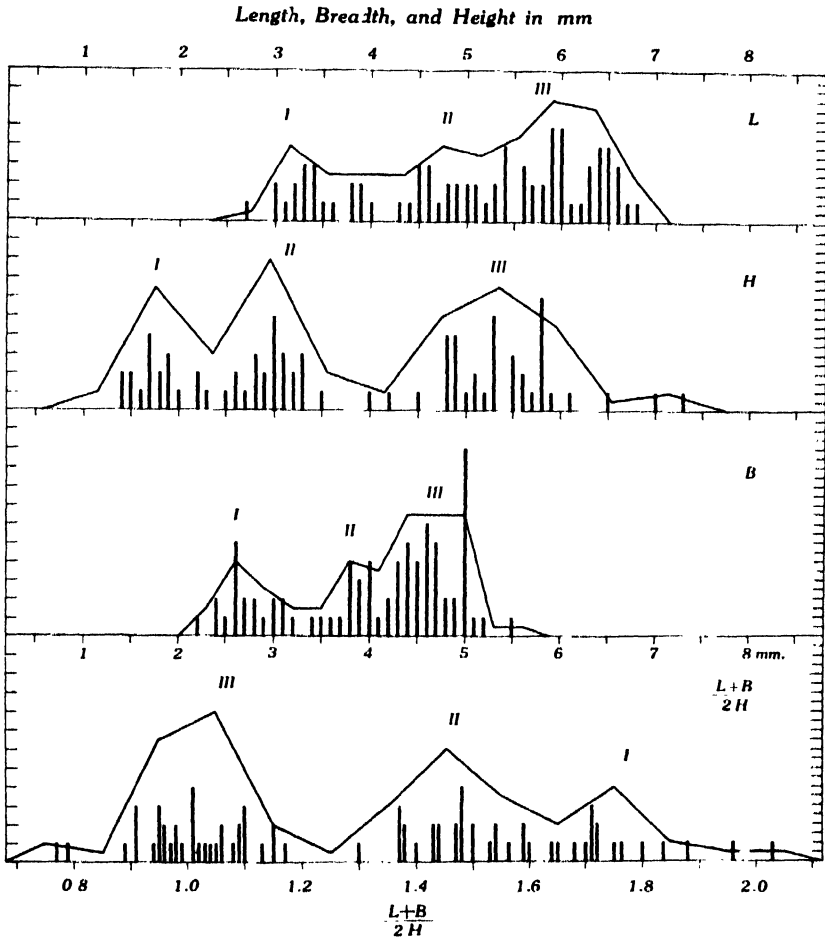 Length, Breadth, and Height in mm
1 2 3 4 5 6 7 8
I II III L
I II III H
I II III B
1 2 3 4 5 6 7 8 mm.
III II I L+B
2H
0 8 1.0 1.2 1.4 1.6 1.8 2.0
L+B
2H